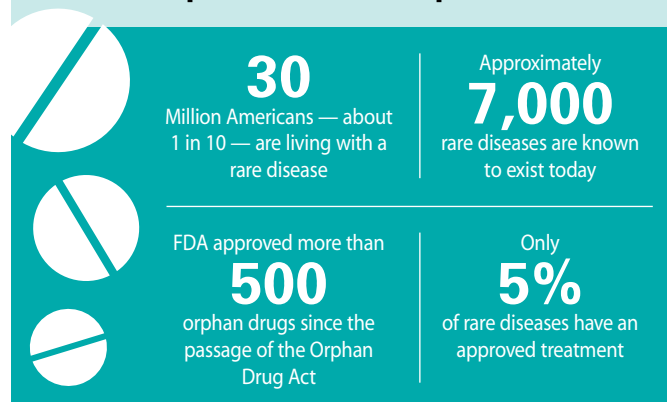 30
Million Americans — about
1 in 10 — are living with a
rare disease
Approximately
7,000
rare diseases are known
to exist today
FDA approved more than
500
orphan drugs since the
passage of the Orphan
Drug Act
Only
5%
of rare diseases have an
approved treatment